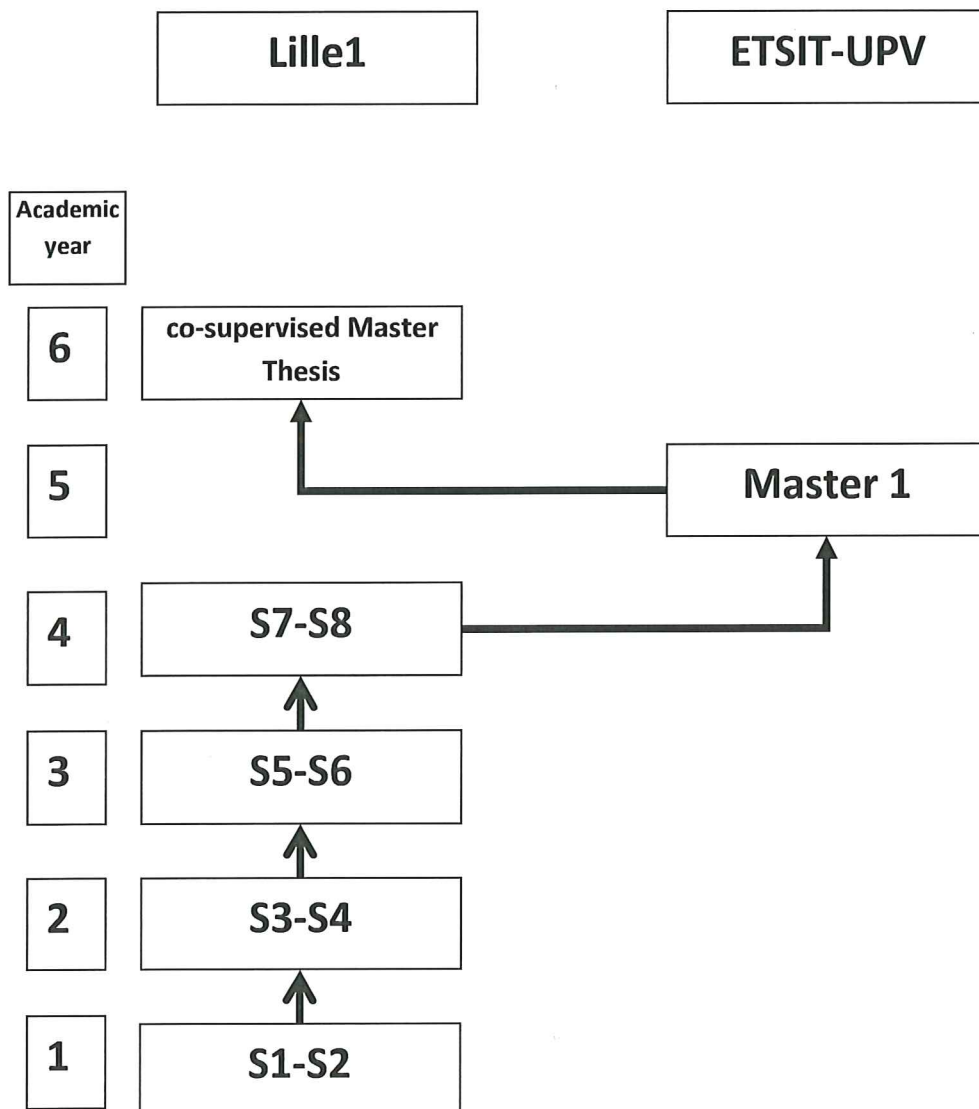 Lille1
ETSIT-UPV
Academic
year
6
co-supervised Master
Thesis
5
Master 1
4
S7-S8
3
S5-S6
2
S3-S4
1
S1-S2